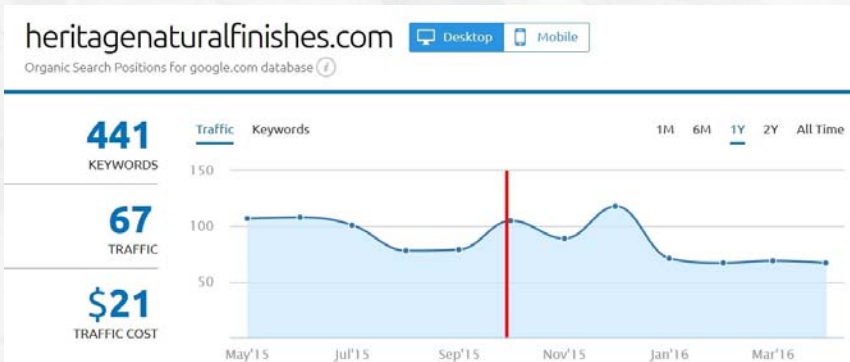 heritagenaturalfinishes.com Desktop Mobile
Organic Search Positions for google.com database i
441
KEYWORDS
67
TRAFFIC
$21
TRAFFIC COST
Traffic Keywords 1M 6M 1Y 2Y All Time
150
100
50
May'15 Jul'15 Sep'15 Nov'15 Jan'16 Mar'16